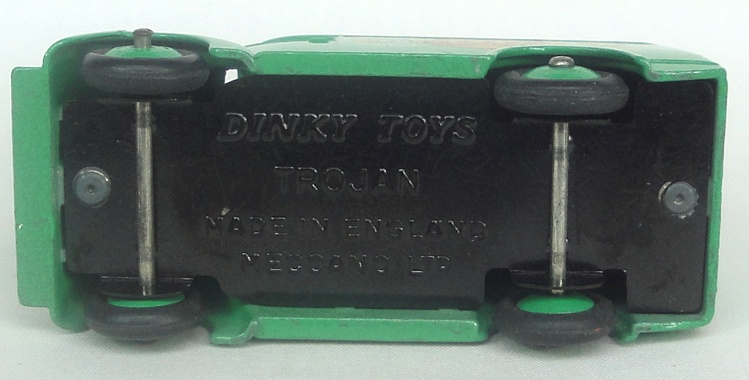 DINKY TOYS
TROJAN
MADE IN ENGLAND
MECCANO LTD